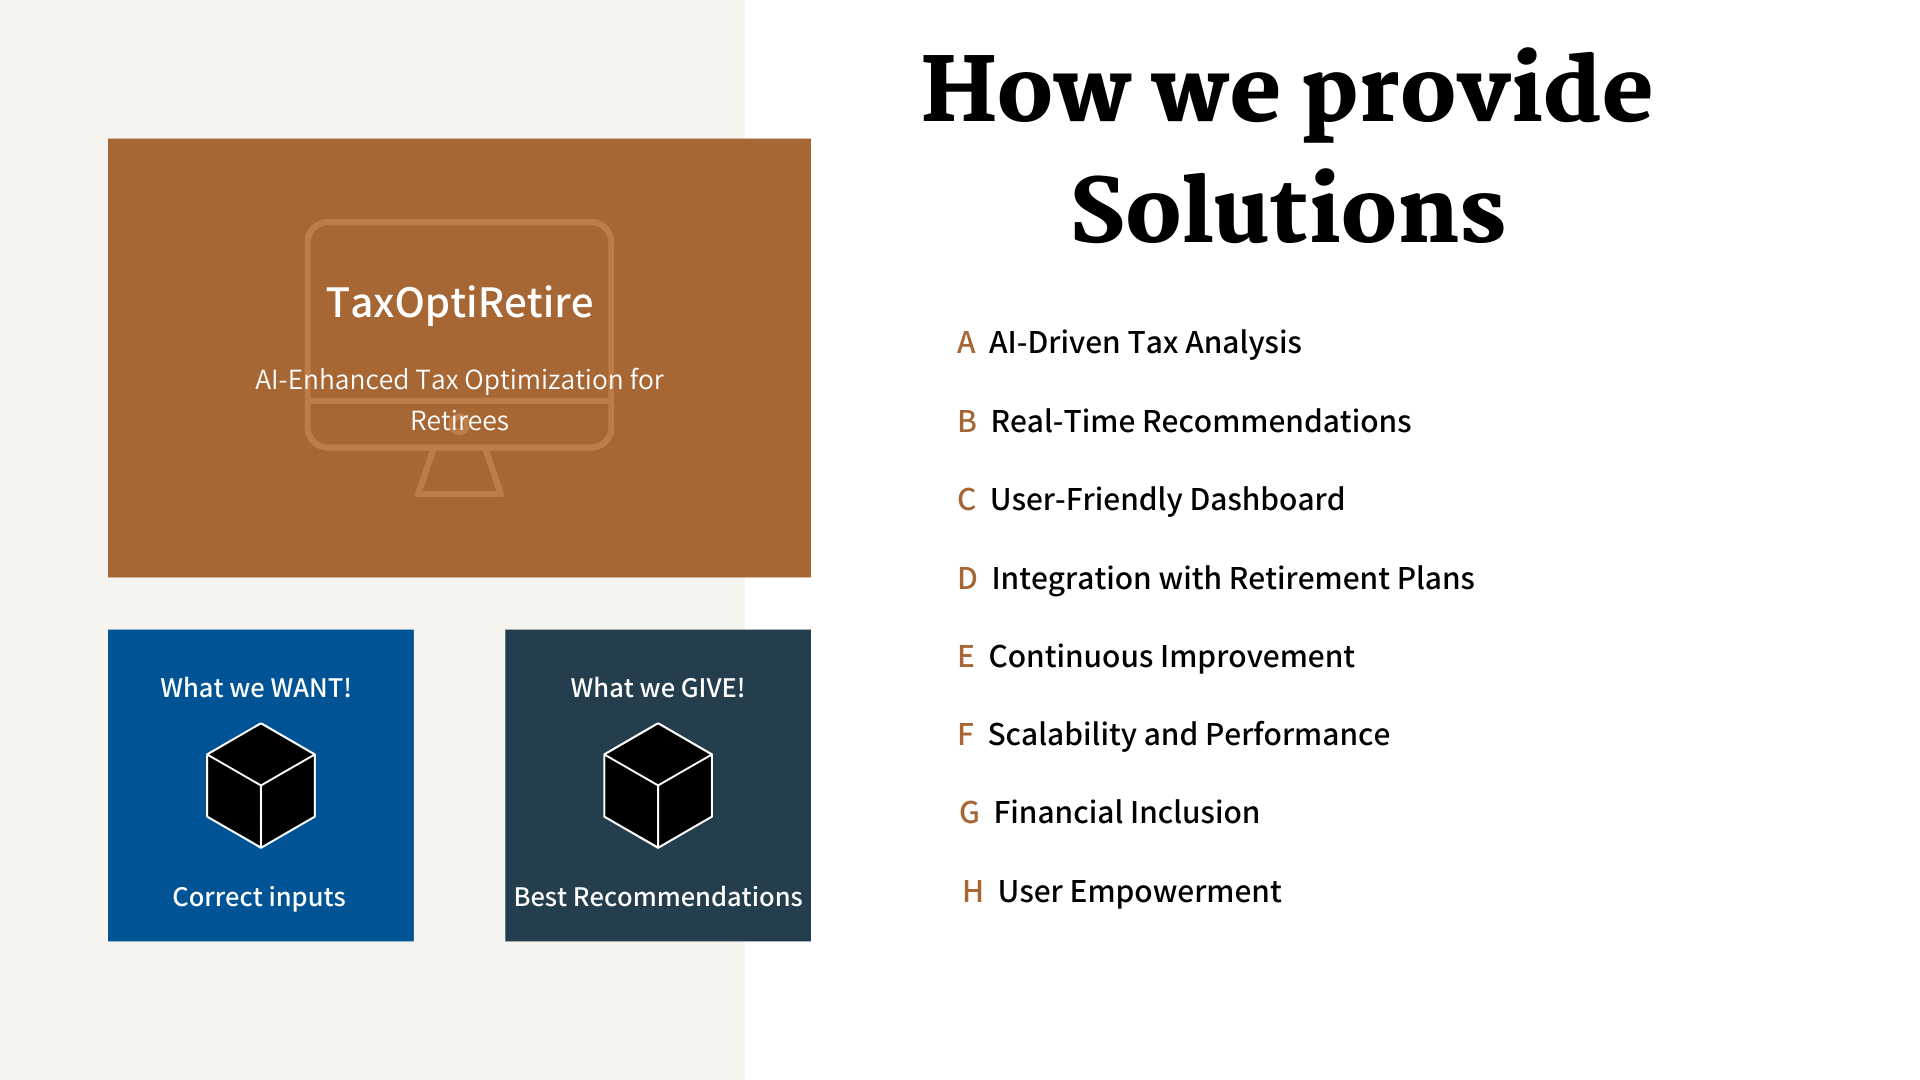 How we provide
Solutions
TaxOptiRetire
AI-Enhanced Tax Optimization for
Retirees
What we WANT!
Correct inputs
What we GIVE!
Best Recommendations
A AI-Driven Tax Analysis
B Real-Time Recommendations
C User-Friendly Dashboard
D Integration with Retirement Plans
E Continuous Improvement
F Scalability and Performance
G Financial Inclusion
H User Empowerment